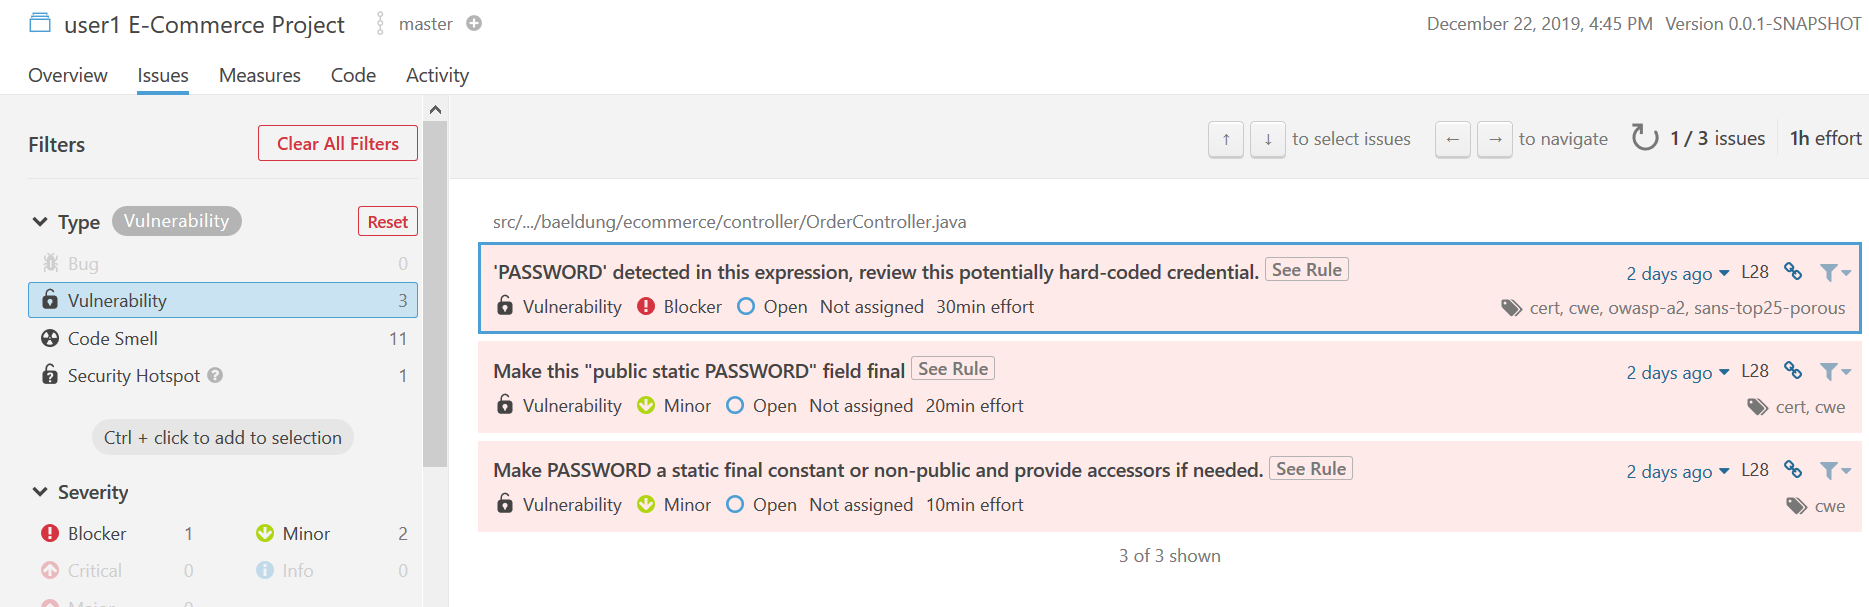 user1 E-Commerce Project master December 22, 2019, 4:45 PM Version 0.0.1-SNAPSHOT
Overview Issues Measures Code Activity
Filters Clear All Filters
↑ ↓ to select issues ← → to navigate 1 / 3 issues 1h effort
Type Vulnerability Reset
Bug 0
Vulnerability 3
Code Smell 11
Security Hotspot ? 1
Ctrl + click to add to selection
Severity
Blocker 1 Minor 2
Critical 0 Info 0
Major 0
src/.../baeldung/ecommerce/controller/OrderController.java
'PASSWORD' detected in this expression, review this potentially hard-coded credential. See Rule 2 days ago L28
Vulnerability Blocker Open Not assigned 30min effort cert, cwe, owasp-a2, sans-top25-porous
Make this "public static PASSWORD" field final See Rule 2 days ago L28
Vulnerability Minor Open Not assigned 20min effort cert, cwe
Make PASSWORD a static final constant or non-public and provide accessors if needed. See Rule 2 days ago L28
Vulnerability Minor Open Not assigned 10min effort cwe
3 of 3 shown